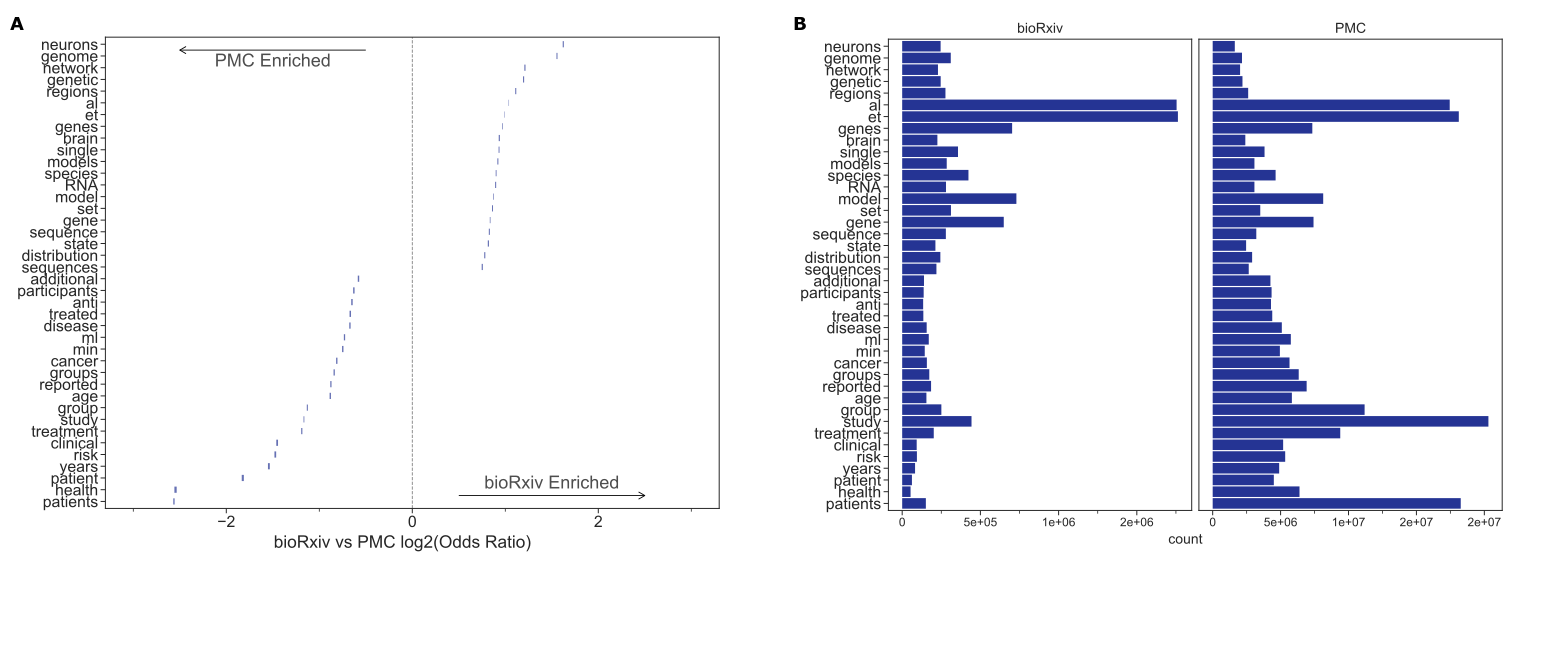 A
neurons
genome
network
genetic
regions
al
et
genes
brain
single
models
species
RNA
model
set
gene
sequence
state
distribution
sequences
additional
participants
anti
treated
disease
ml
min
cancer
groups
reported
age
group
study
treatment
clinical
risk
years
patient
health
patients
PMC Enriched
bioRxiv Enriched
−2 0 2
bioRxiv vs PMC log2(Odds Ratio)
B
bioRxiv PMC
neurons
genome
network
genetic
regions
al
et
genes
brain
single
models
species
RNA
model
set
gene
sequence
state
distribution
sequences
additional
participants
anti
treated
disease
ml
min
cancer
groups
reported
age
group
study
treatment
clinical
risk
years
patient
health
patients
0 5e+05 1e+06 2e+06 0 5e+06 1e+07 2e+07 2e+07
count